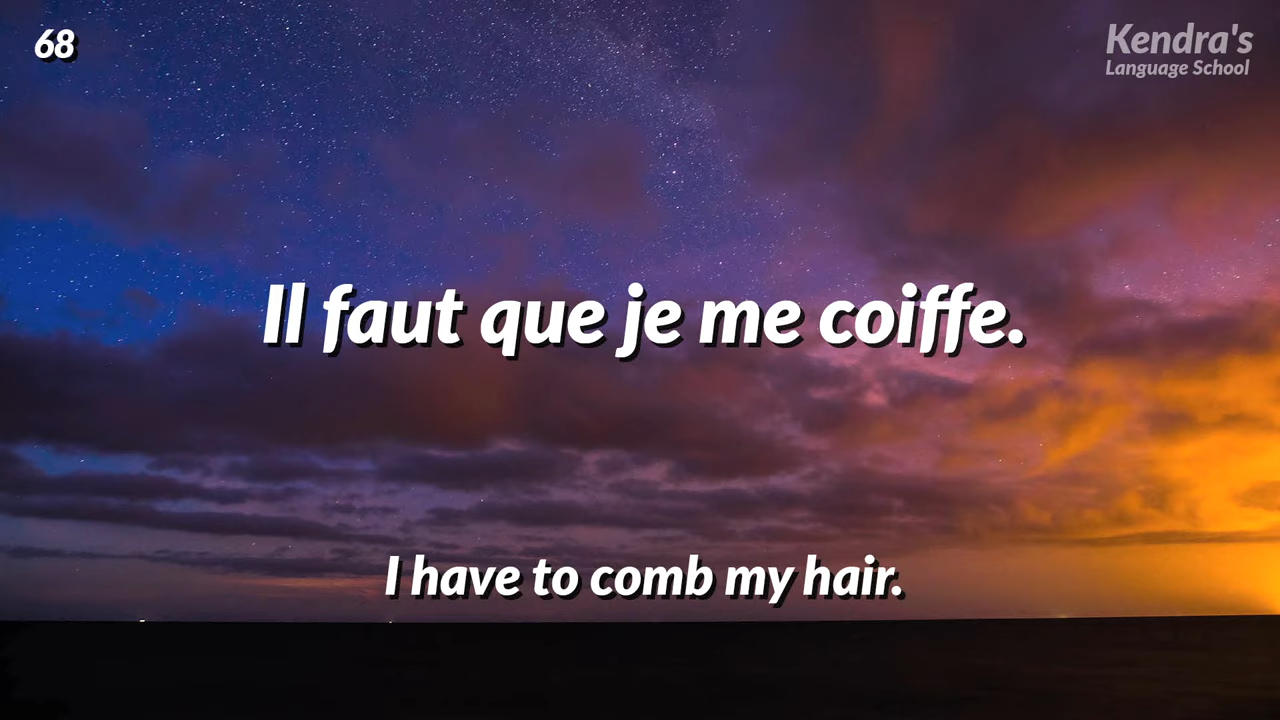 68
Kendra's
Language School
Il faut que je me coiffe.
I have to comb my hair.